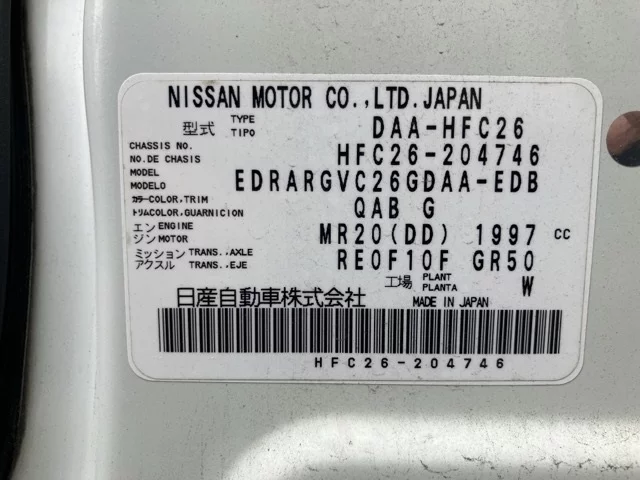 NISSAN MOTOR CO.,LTD.JAPAN
型式 TYPE TIPO DAA-HFC26
CHASSIS NO. NO.DE CHASSIS HFC26-204746
MODEL MODELO EDRARGVC26GDAA-EDB
カラーCOLOR,TRIM トリムCOLOR,GUARNICION QAB G
エンジン ENGINE MOTOR MR20(DD) 1997 cc
ミッション アクスル TRANS.,AXLE TRANS.,EJE RE0F10F GR50
工場 PLANT PLANTA W
日産自動車株式会社 MADE IN JAPAN
HFC26-204746